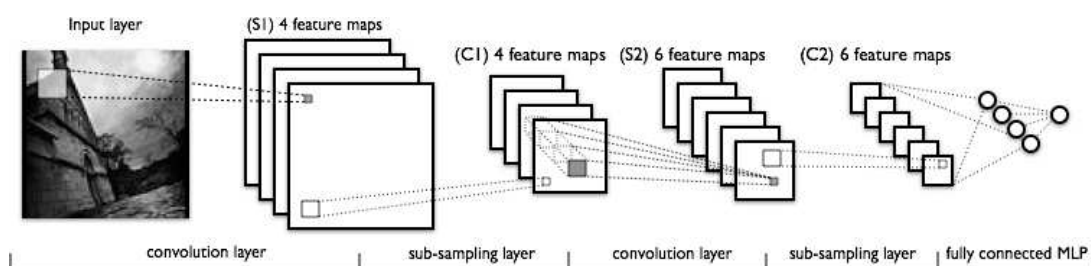 Input layer
(S1) 4 feature maps
(C1) 4 feature maps
(S2) 6 feature maps
(C2) 6 feature maps
convolution layer
sub-sampling layer
convolution layer
sub-sampling layer
fully connected MLP